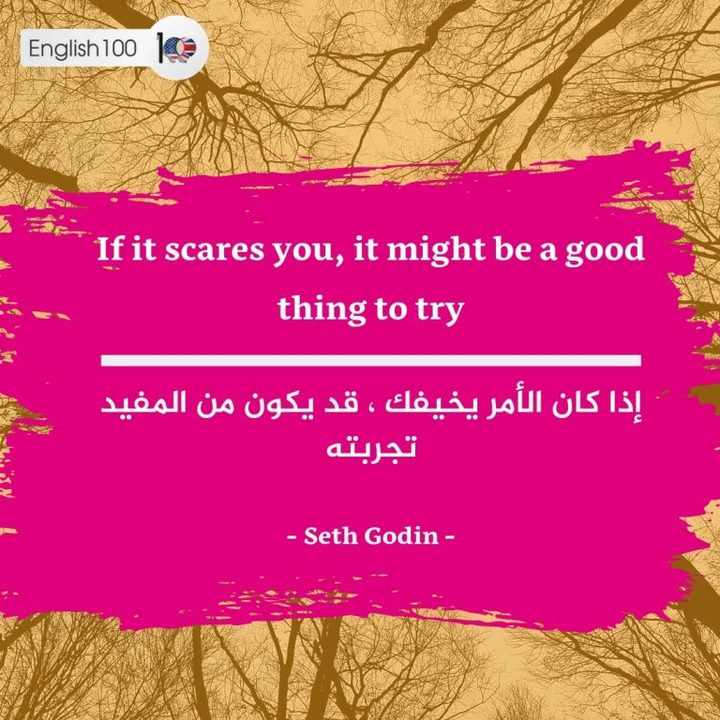 English100
If it scares you, it might be a good
thing to try
إذا كان الأمر يخيفك ، قد يكون من المفيد
تجربته
- Seth Godin -